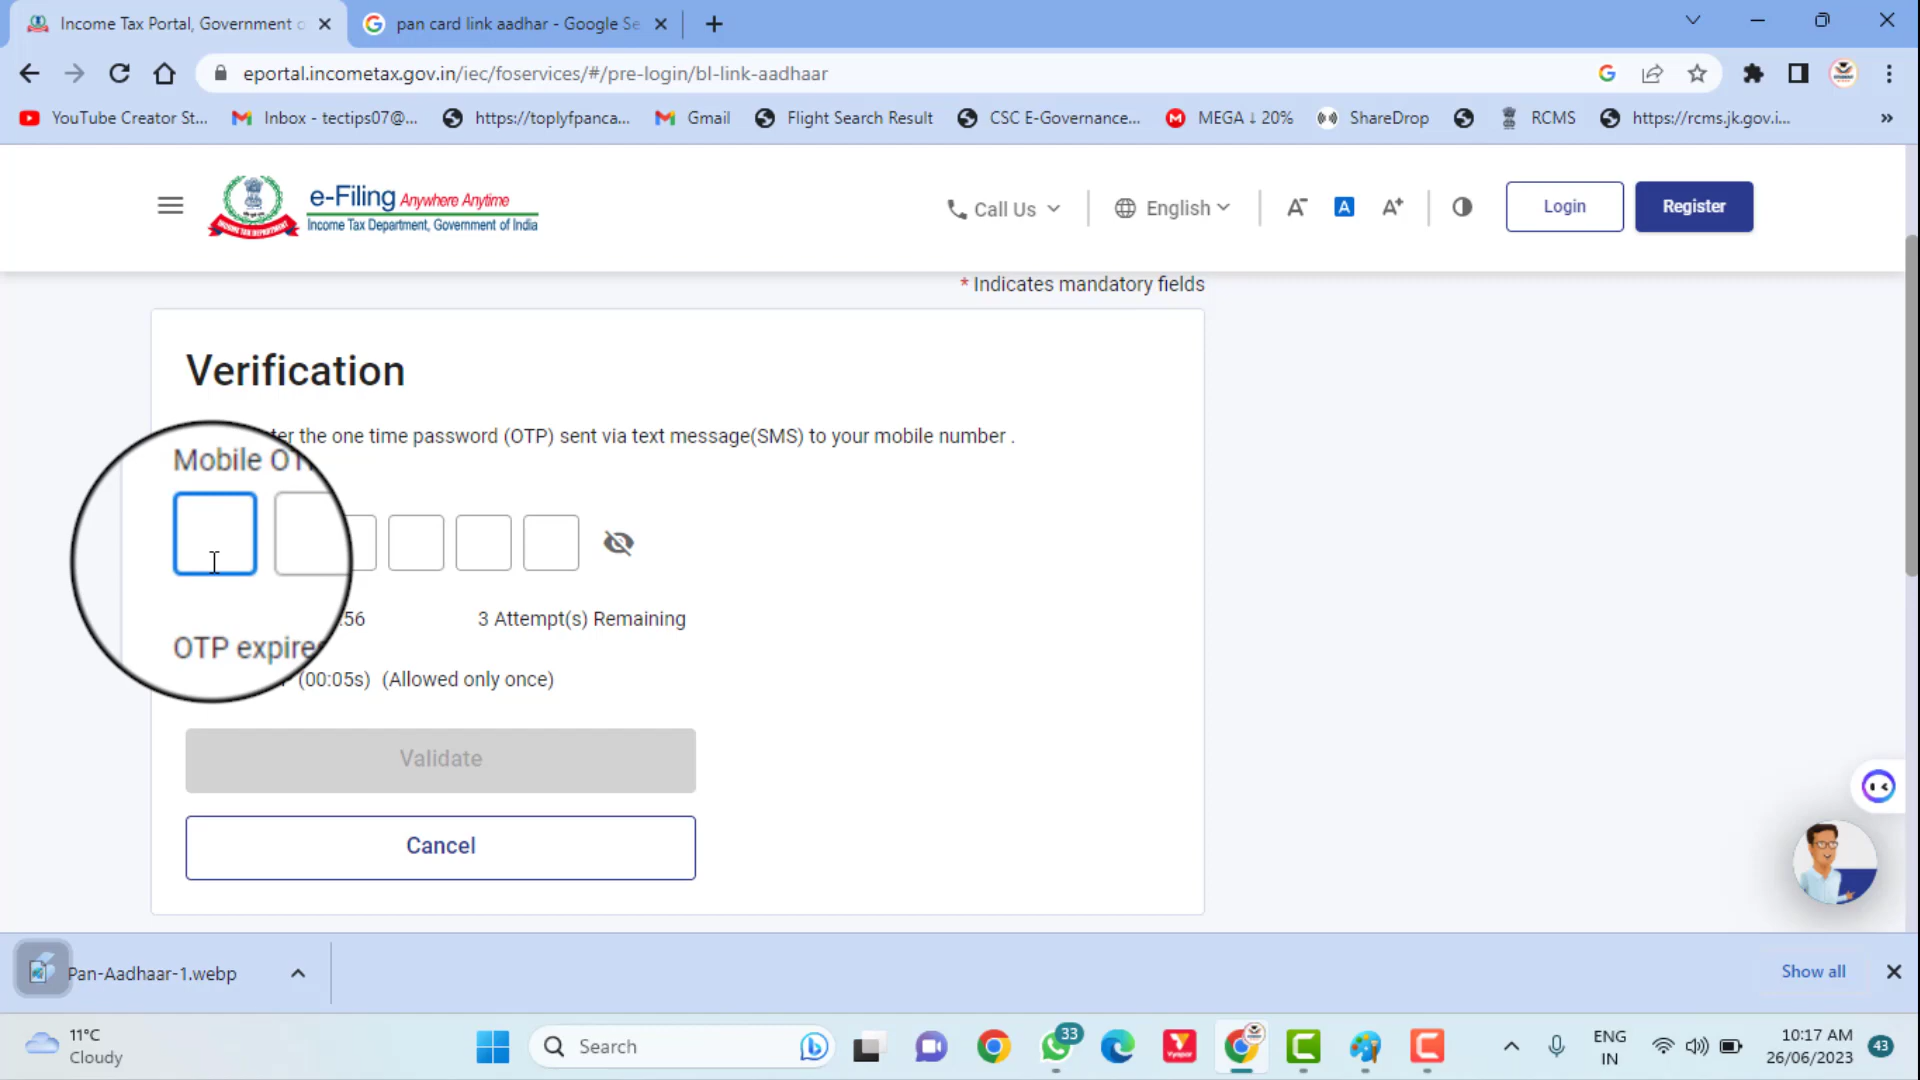 Income Tax Portal, Government o
pan card link aadhar - Google Se
eportal.incometax.gov.in/iec/foservices/#/pre-login/bl-link-aadhaar
YouTube Creator St...
Inbox - tectips07@...
https://toplyfpanca...
Gmail
Flight Search Result
CSC E-Governance...
MEGA ↓ 20%
ShareDrop
RCMS
https://rcms.jk.gov.i...
»
e-Filing Anywhere Anytime
Income Tax Department, Government of India
Call Us
English
A-
A
A+
Login
Register
* Indicates mandatory fields
Verification
ter the one time password (OTP) sent via text message(SMS) to your mobile number .
Mobile OT
:56
3 Attempt(s) Remaining
OTP expire
(00:05s) (Allowed only once)
Validate
Cancel
Pan-Aadhaar-1.webp
Show all
11°C
Cloudy
Search
33
Vyapar
ENG
IN
10:17 AM
26/06/2023
43